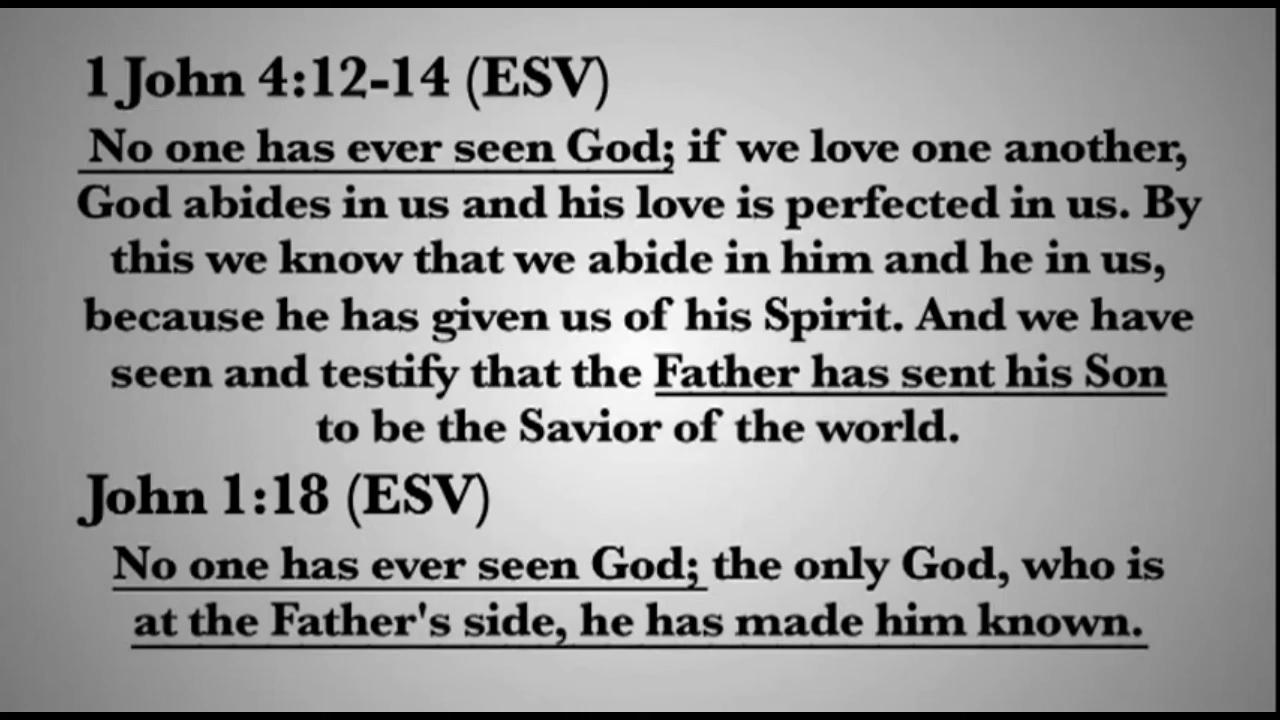 1 John 4:12-14 (ESV)
No one has ever seen God; if we love one another,
God abides in us and his love is perfected in us. By
this we know that we abide in him and he in us,
because he has given us of his Spirit. And we have
seen and testify that the Father has sent his Son
to be the Savior of the world.
John 1:18 (ESV)
No one has ever seen God; the only God, who is
at the Father's side, he has made him known.